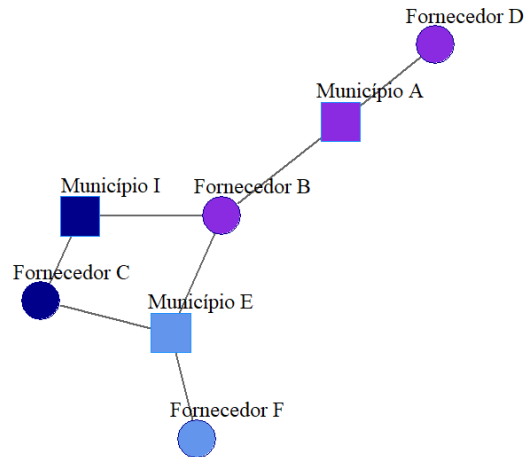 Fornecedor D
Município A
Município I
Fornecedor B
Fornecedor C
Município E
Fornecedor F